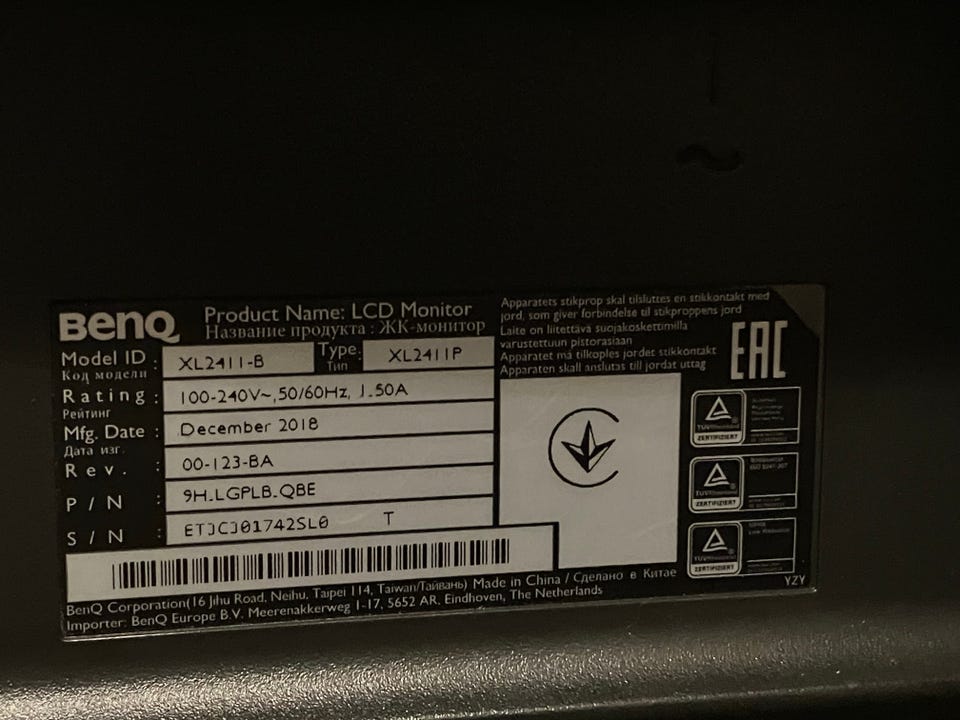 BenQ
Product Name: LCD Monitor
Название продукта : ЖК-монитор
Model ID : XL2411-B Type: XL2411P
Код модели Тип
Rating : 100-240V~,50/60Hz, 1.50A
Рейтинг
Mfg. Date : December 2018
Дата изг.
Rev. : 00-123-BA
P/N : 9H.LGPLB.QBE
S/N : ETJCJ01742SL0 T
BenQ Corporation(16 Jihu Road, Neihu, Taipei 114, Taiwan/Тайвань) Made in China / Сделано в Китае
Importer: BenQ Europe B.V. Meerenakkerweg 1-17, 5652 AR, Eindhoven, The Netherlands
Apparatets stikprop skal tilsluttes en stikkontakt med
jord, som giver forbindelse til stikproppens jord
Laite on liitettävä suojakoskettimilla
varustettuun pistorasiaan
Apparatet må tilkoples jordet stikkontakt
Apparaten skall anslutas till jordat uttag
EAC
TÜVRheinland
ZERTIFIZIERT
TÜVRheinland
ZERTIFIZIERT
TÜVRheinland
ZERTIFIZIERT
YZY